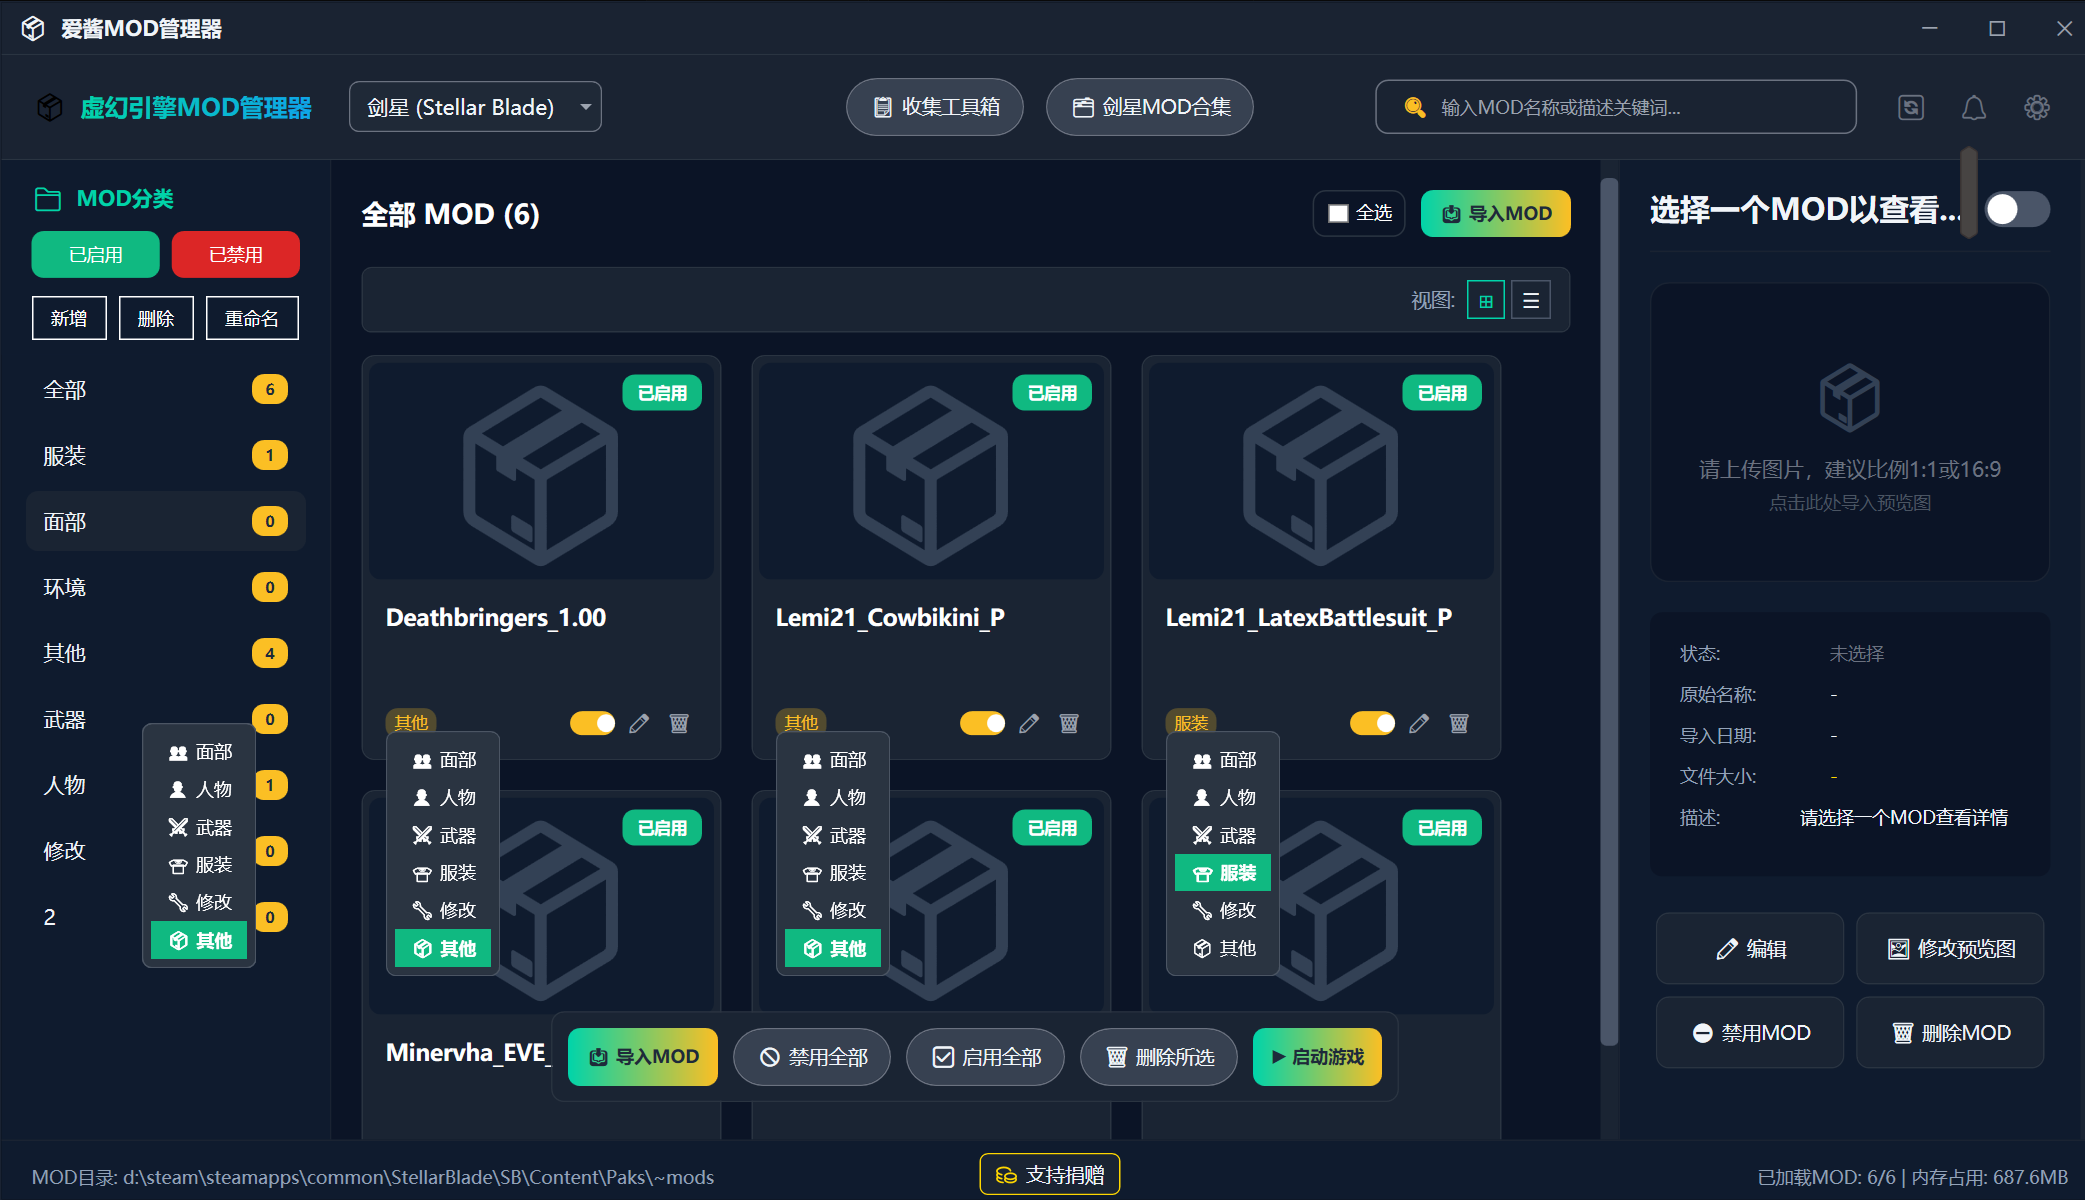 爱酱MOD管理器
虚幻引擎MOD管理器
剑星 (Stellar Blade)
收集工具箱
剑星MOD合集
输入MOD名称或描述关键词...
MOD分类
已启用
已禁用
新增
删除
重命名
全部 6
服装 1
面部 0
环境 0
其他 4
武器 0
人物 1
修改 0
2 0
面部
人物
武器
服装
修改
其他
全部 MOD (6)
全选
导入MOD
视图:
已启用
已启用
已启用
Deathbringers_1.00
Lemi21_Cowbikini_P
Lemi21_LatexBattlesuit_P
其他
其他
服装
面部
人物
武器
服装
修改
其他
面部
人物
武器
服装
修改
其他
面部
人物
武器
服装
修改
其他
已启用
已启用
已启用
Minervha_EVE_
导入MOD
禁用全部
启用全部
删除所选
启动游戏
选择一个MOD以查看...
请上传图片，建议比例1:1或16:9
点击此处导入预览图
状态: 未选择
原始名称: -
导入日期: -
文件大小: -
描述: 请选择一个MOD查看详情
编辑
修改预览图
禁用MOD
删除MOD
MOD目录: d:\steam\steamapps\common\StellarBlade\SB\Content\Paks\~mods
支持捐赠
已加载MOD: 6/6 | 内存占用: 687.6MB